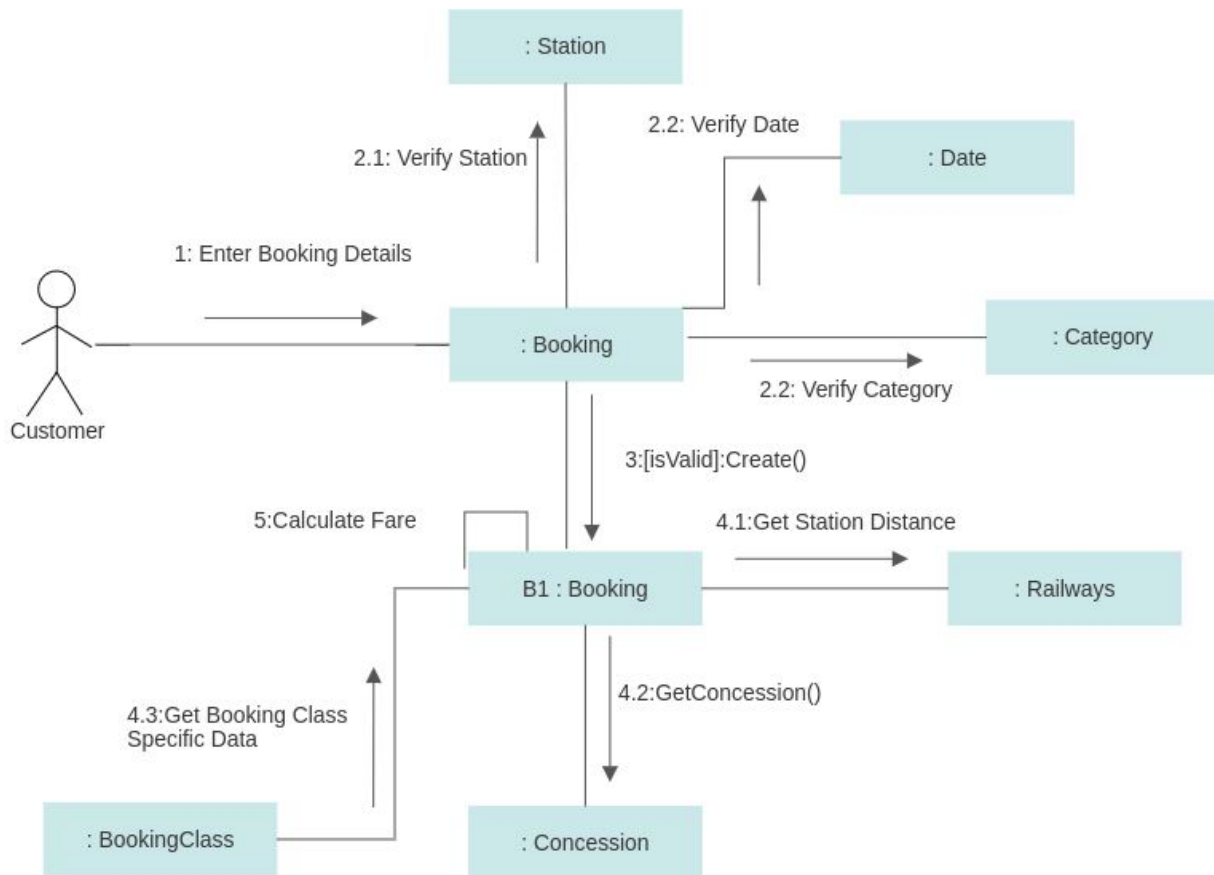 : Station
2.2: Verify Date
2.1: Verify Station
: Date
1: Enter Booking Details
: Booking
: Category
2.2: Verify Category
Customer
3:[isValid]:Create()
5:Calculate Fare
4.1:Get Station Distance
B1 : Booking
: Railways
4.2:GetConcession()
4.3:Get Booking Class
Specific Data
: BookingClass
: Concession